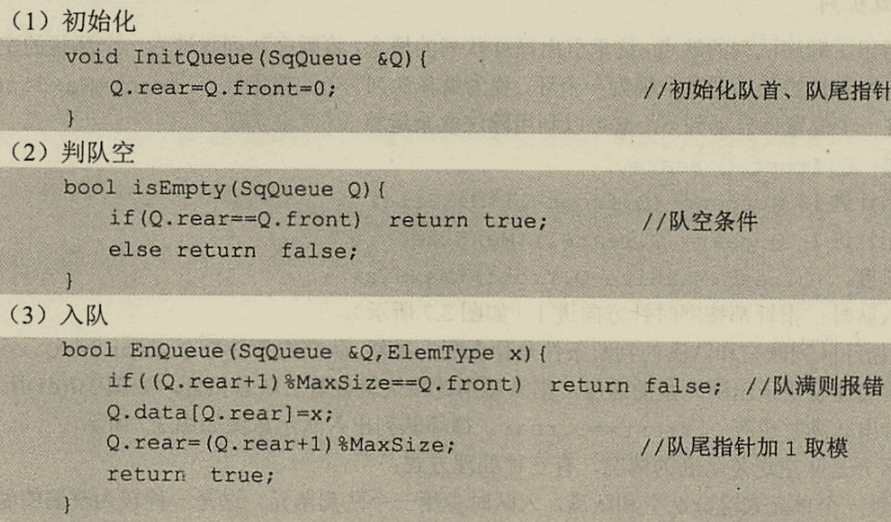 （1）初始化
void InitQueue(SqQueue &Q){
Q.rear=Q.front=0; //初始化队首、队尾指针
}
（2）判队空
bool isEmpty(SqQueue Q){
if(Q.rear==Q.front) return true; //队空条件
else return false;
}
（3）入队
bool EnQueue(SqQueue &Q,ElemType x){
if((Q.rear+1)%MaxSize==Q.front) return false; //队满则报错
Q.data[Q.rear]=x;
Q.rear=(Q.rear+1)%MaxSize; //队尾指针加 1 取模
return true;
}